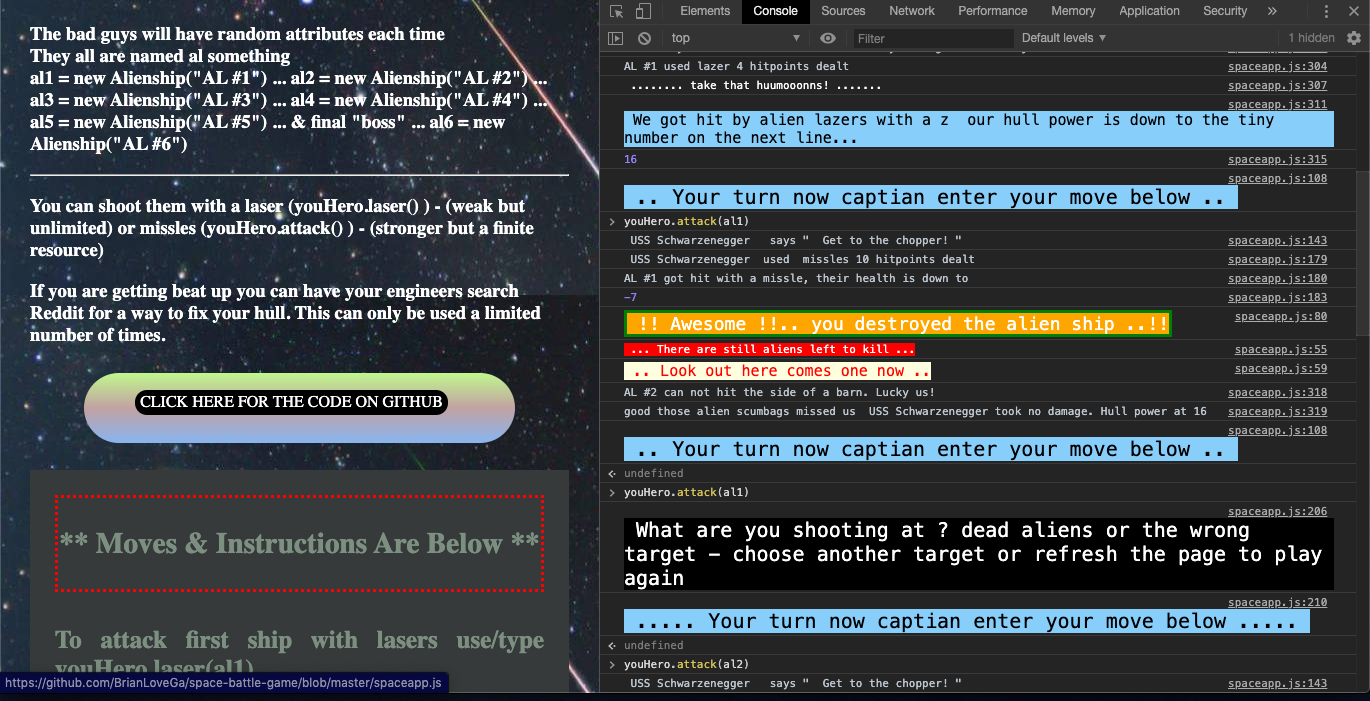 The bad guys will have random attributes each time
They all are named al something
al1 = new Alienship("AL #1") ... al2 = new Alienship("AL #2") ...
al3 = new Alienship("AL #3") ... al4 = new Alienship("AL #4") ...
al5 = new Alienship("AL #5") ... & final "boss" ... al6 = new
Alienship("AL #6")
You can shoot them with a laser (youHero.laser() ) - (weak but
unlimited) or missles (youHero.attack() ) - (stronger but a finite
resource)
If you are getting beat up you can have your engineers search
Reddit for a way to fix your hull. This can only be used a limited
number of times.
CLICK HERE FOR THE CODE ON GITHUB
** Moves & Instructions Are Below **
To attack first ship with lasers use/type
youHero.laser(al1)
https://github.com/BrianLoveGa/space-battle-game/blob/master/spaceapp.js
Elements Console Sources Network Performance Memory Application Security »
top Filter Default levels 1 hidden
AL #1 used lazer 4 hitpoints dealt spaceapp.js:304
........ take that huumooonns! ....... spaceapp.js:307
spaceapp.js:311
We got hit by alien lazers with a z our hull power is down to the tiny
number on the next line...
16 spaceapp.js:315
spaceapp.js:108
.. Your turn now captian enter your move below ..
> youHero.attack(al1)
USS Schwarzenegger says " Get to the chopper! " spaceapp.js:143
USS Schwarzenegger used missles 10 hitpoints dealt spaceapp.js:179
AL #1 got hit with a missle, their health is down to spaceapp.js:180
-7 spaceapp.js:183
!! Awesome !!.. you destroyed the alien ship ..!! spaceapp.js:80
... There are still aliens left to kill ... spaceapp.js:55
.. Look out here comes one now .. spaceapp.js:59
AL #2 can not hit the side of a barn. Lucky us! spaceapp.js:318
good those alien scumbags missed us USS Schwarzenegger took no damage. Hull power at 16 spaceapp.js:319
spaceapp.js:108
.. Your turn now captian enter your move below ..
undefined
> youHero.attack(al1)
spaceapp.js:206
What are you shooting at ? dead aliens or the wrong
target – choose another target or refresh the page to play
again
spaceapp.js:210
..... Your turn now captian enter your move below .....
undefined
> youHero.attack(al2)
USS Schwarzenegger says " Get to the chopper! " spaceapp.js:143